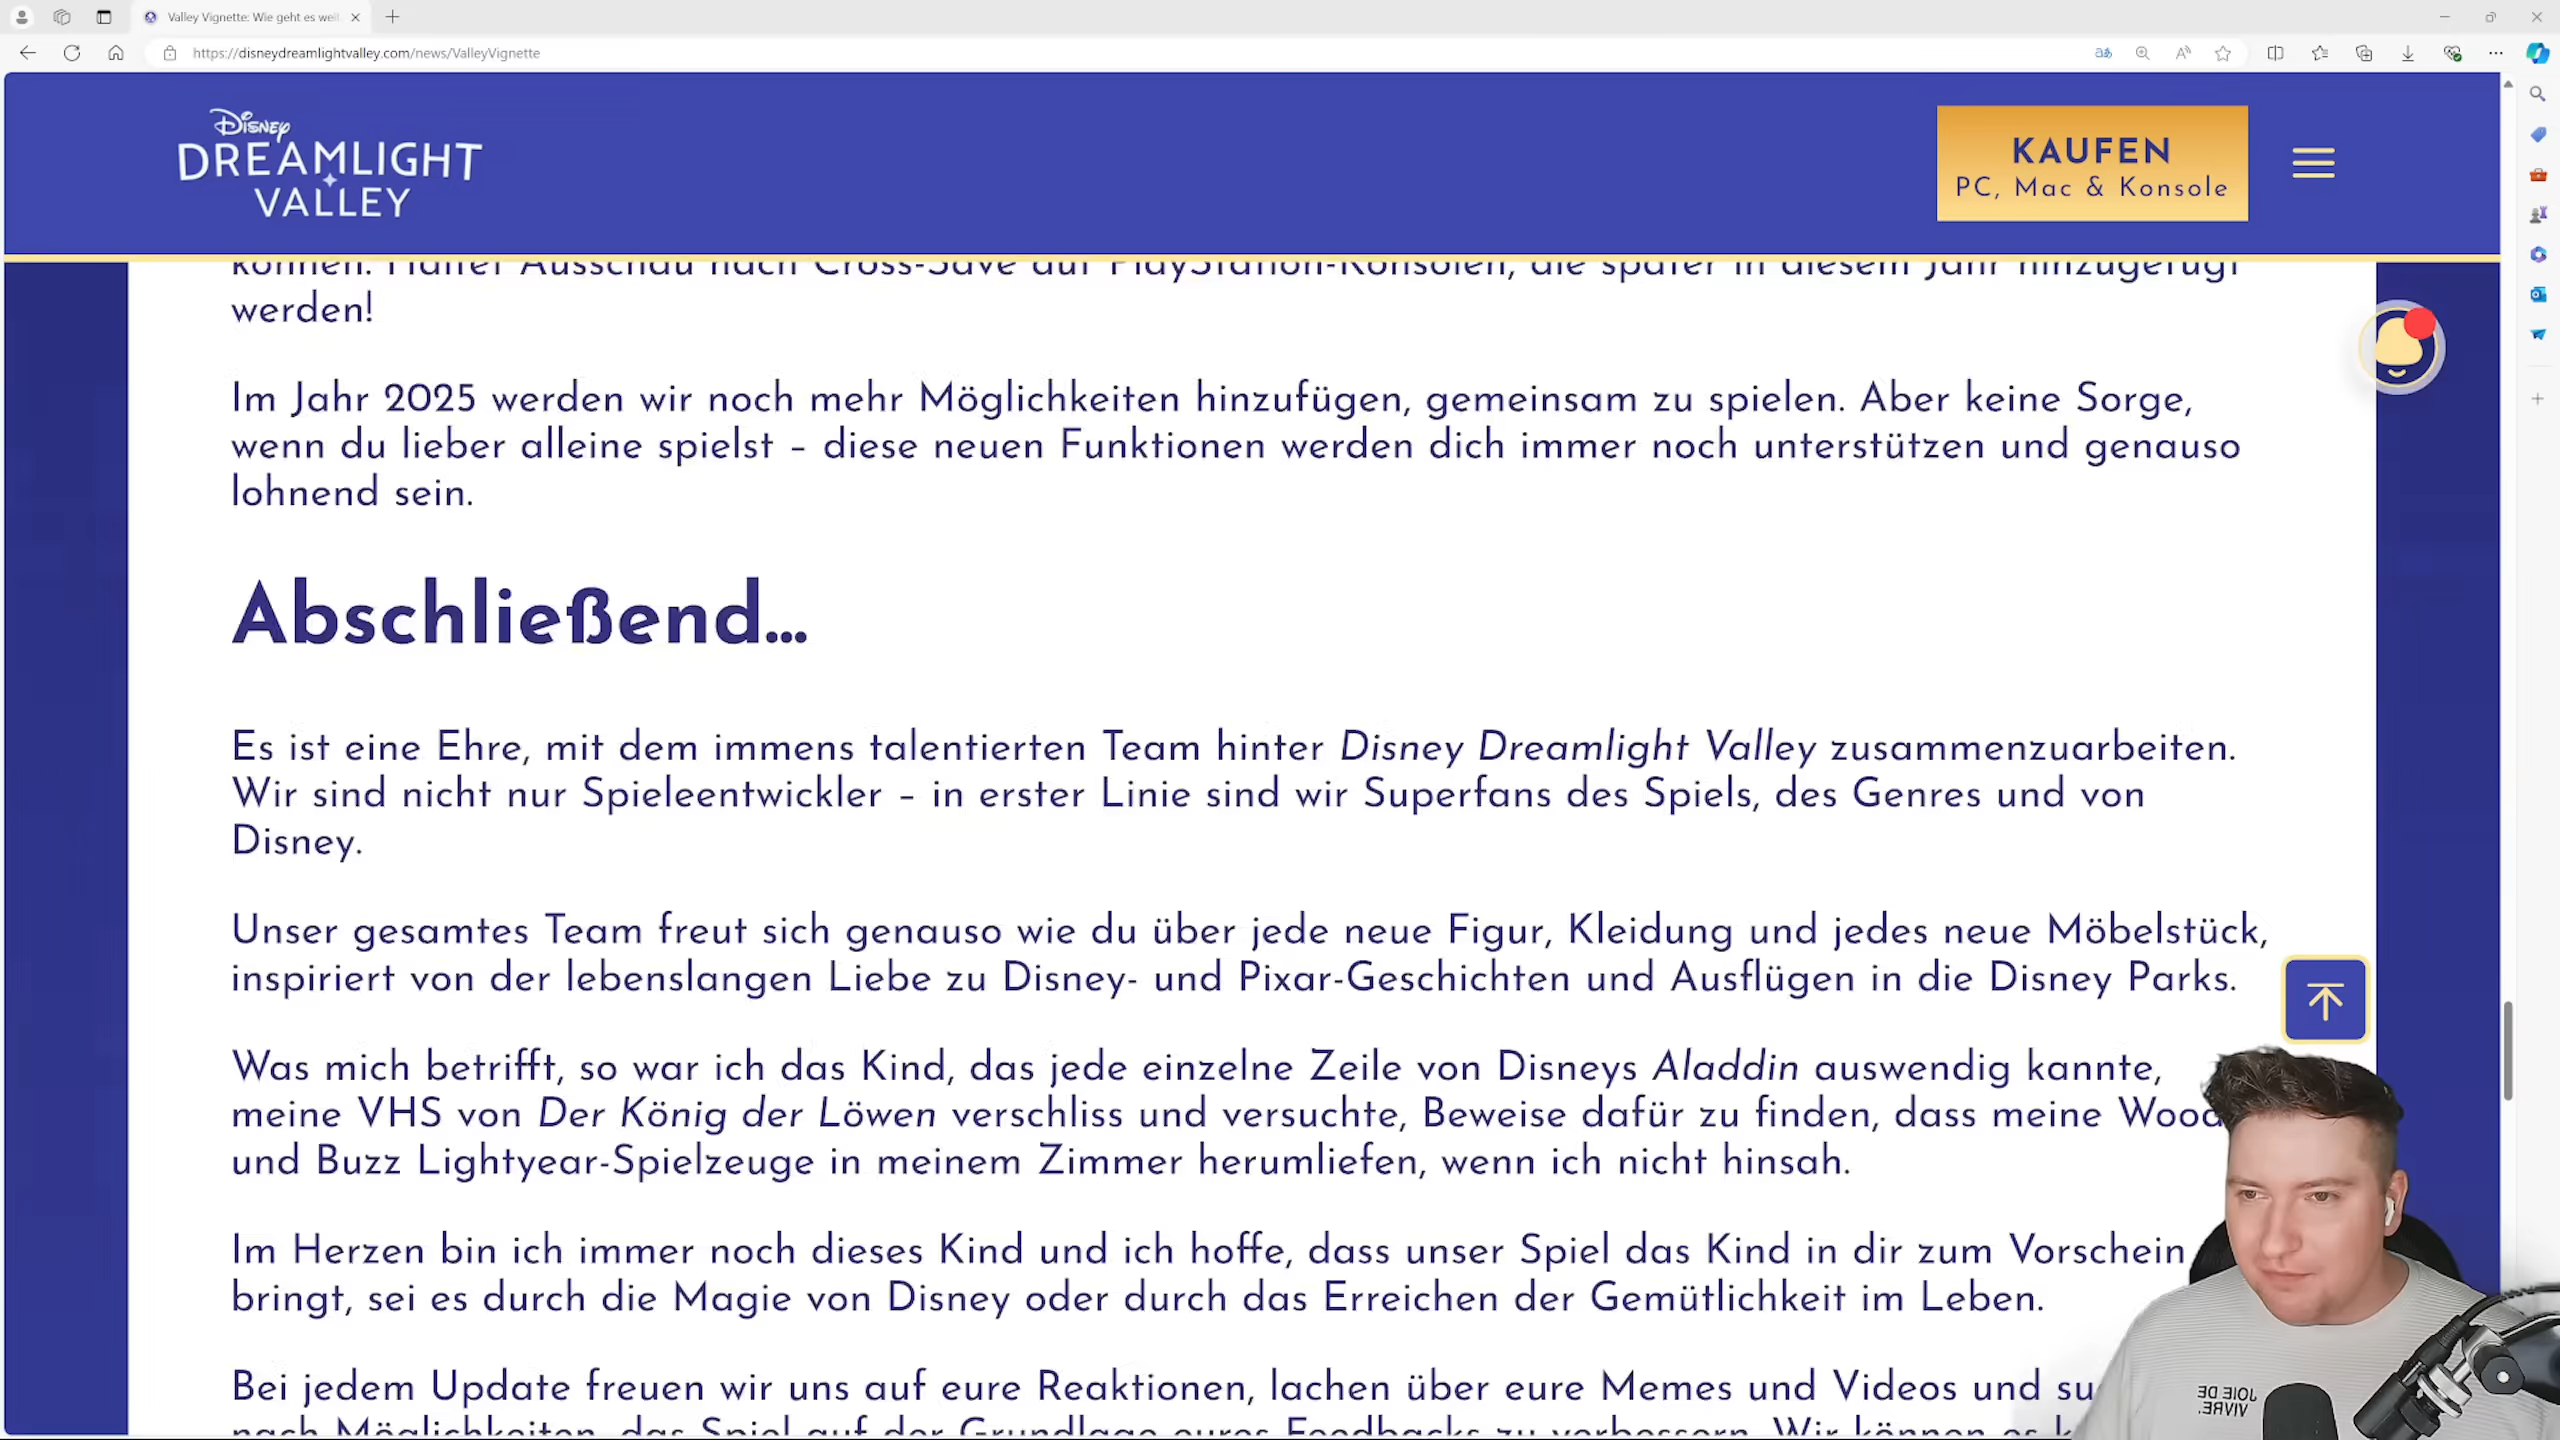 Valley Vignette: Wie geht es weit
https://disneydreamlightvalley.com/news/ValleyVignette
Disney
DREAMLIGHT
VALLEY
KAUFEN
PC, Mac & Konsole
können. Haltet Ausschau nach Cross-Save auf PlayStation-Konsolen, die später in diesem Jahr hinzugefügt
werden!
Im Jahr 2025 werden wir noch mehr Möglichkeiten hinzufügen, gemeinsam zu spielen. Aber keine Sorge,
wenn du lieber alleine spielst – diese neuen Funktionen werden dich immer noch unterstützen und genauso
lohnend sein.
Abschließend...
Es ist eine Ehre, mit dem immens talentierten Team hinter Disney Dreamlight Valley zusammenzuarbeiten.
Wir sind nicht nur Spieleentwickler – in erster Linie sind wir Superfans des Spiels, des Genres und von
Disney.
Unser gesamtes Team freut sich genauso wie du über jede neue Figur, Kleidung und jedes neue Möbelstück,
inspiriert von der lebenslangen Liebe zu Disney- und Pixar-Geschichten und Ausflügen in die Disney Parks.
Was mich betrifft, so war ich das Kind, das jede einzelne Zeile von Disneys Aladdin auswendig kannte,
meine VHS von Der König der Löwen verschliss und versuchte, Beweise dafür zu finden, dass meine Wood
und Buzz Lightyear-Spielzeuge in meinem Zimmer herumliefen, wenn ich nicht hinsah.
Im Herzen bin ich immer noch dieses Kind und ich hoffe, dass unser Spiel das Kind in dir zum Vorschein
bringt, sei es durch die Magie von Disney oder durch das Erreichen der Gemütlichkeit im Leben.
Bei jedem Update freuen wir uns auf eure Reaktionen, lachen über eure Memes und Videos und su
nach Möglichkeiten, das Spiel auf der Grundlage eures Feedbacks zu verbessern. Wir können es k
JOIE DE
VIVRE.